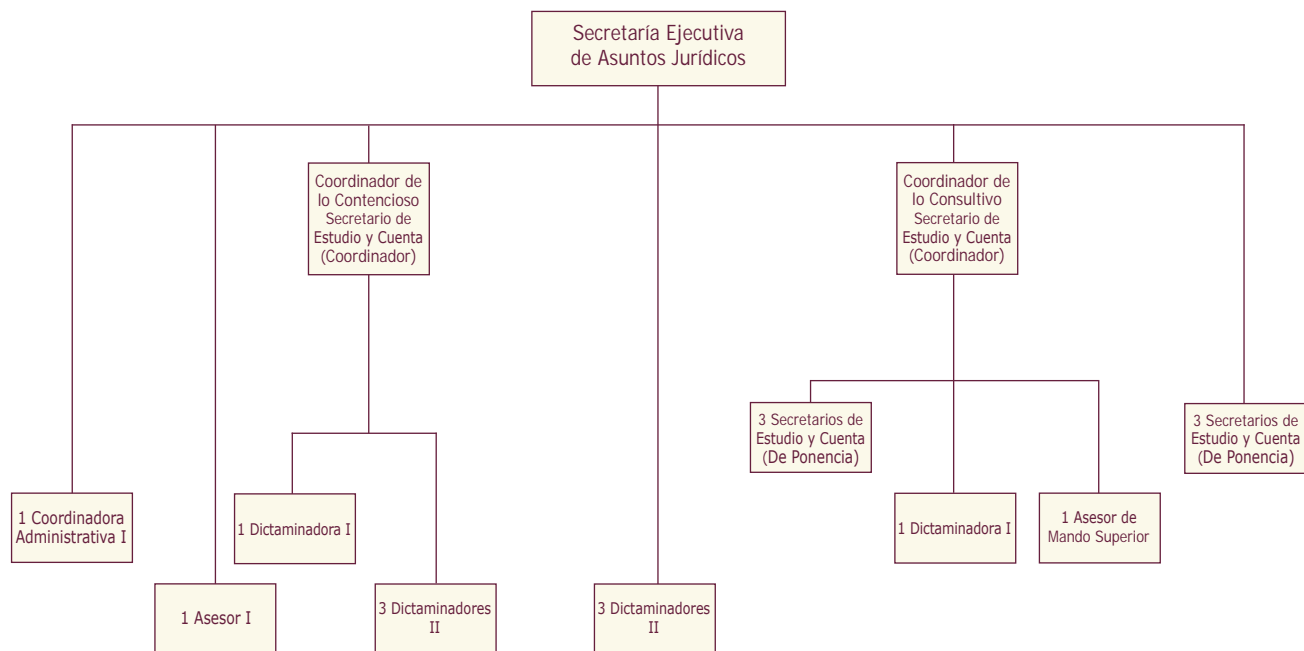 Secretaría Ejecutiva
de Asuntos Jurídicos
Coordinador de
lo Contencioso
Secretario de
Estudio y Cuenta
(Coordinador)
Coordinador de
lo Consultivo
Secretario de
Estudio y Cuenta
(Coordinador)
3 Secretarios de
Estudio y Cuenta
(De Ponencia)
3 Secretarios de
Estudio y Cuenta
(De Ponencia)
1 Coordinadora
Administrativa I
1 Dictaminadora I
1 Dictaminadora I
1 Asesor de
Mando Superior
1 Asesor I
3 Dictaminadores
II
3 Dictaminadores
II